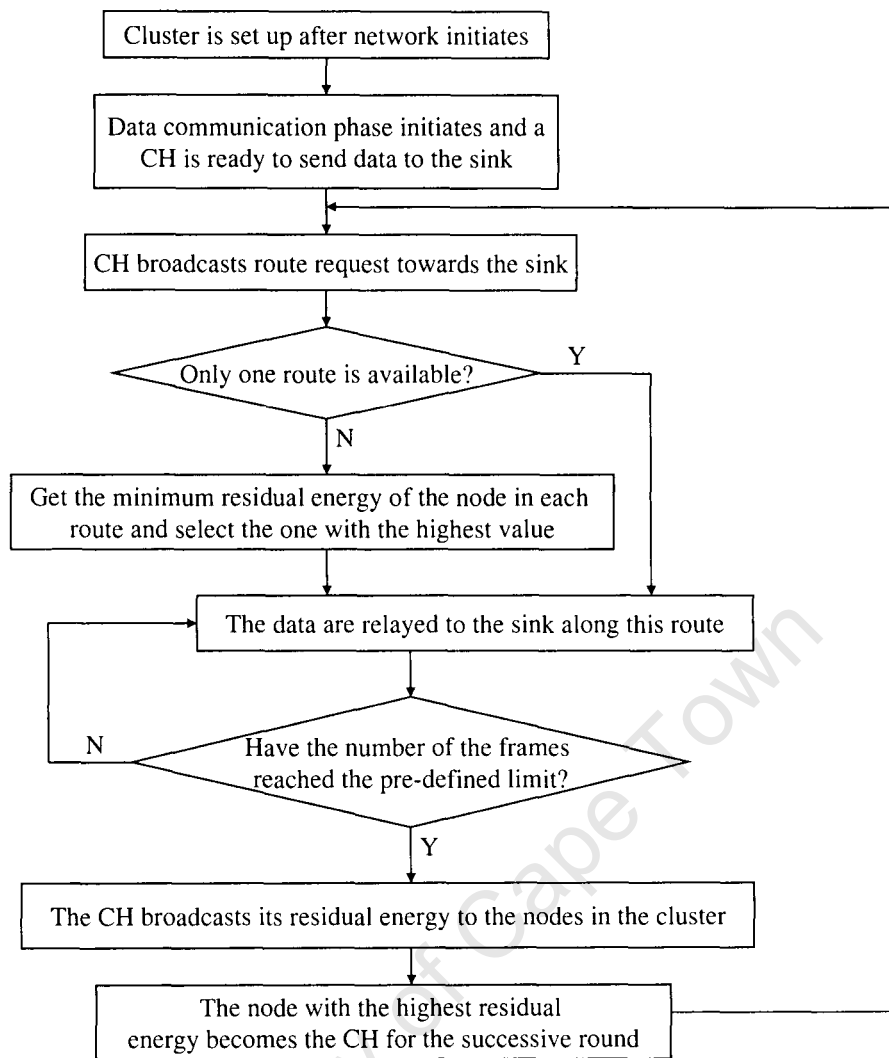 Cluster is set up after network initiates
Data communication phase initiates and a
CH is ready to send data to the sink
CH broadcasts route request towards the sink
Only one route is available?
Y
N
Get the minimum residual energy of the node in each
route and select the one with the highest value
The data are relayed to the sink along this route
N
Have the number of the frames
reached the pre-defined limit?
Y
The CH broadcasts its residual energy to the nodes in the cluster
The node with the highest residual
energy becomes the CH for the successive round
of Cape Town